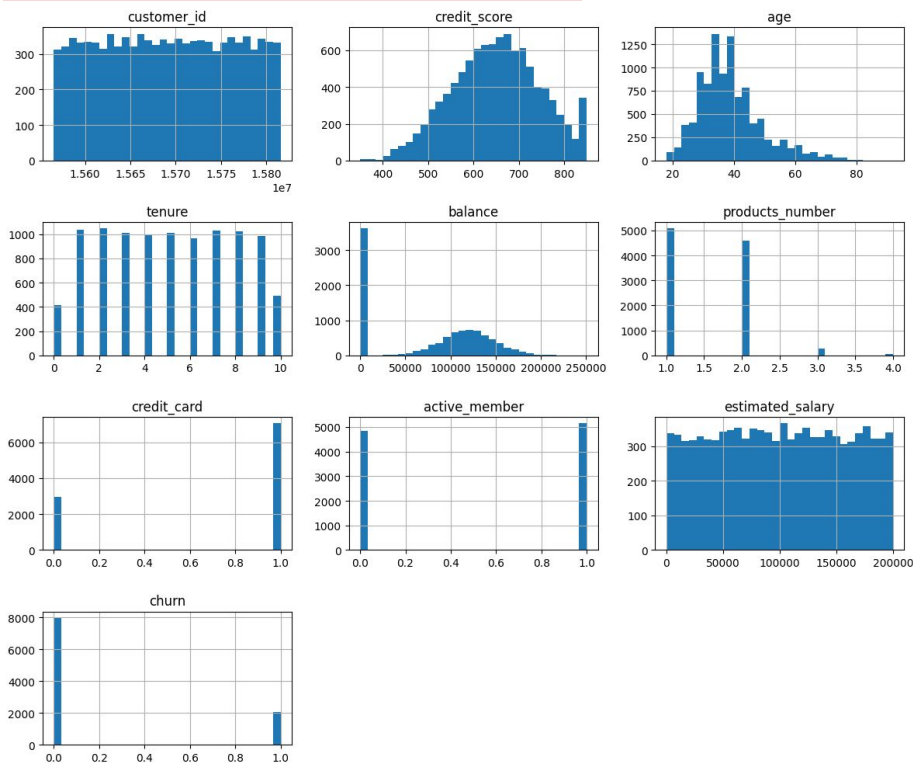 customer_id
300
200
100
0
1.560 1.565 1.570 1.575 1.580
1e7
credit_score
600
400
200
0
400 500 600 700 800
age
1250
1000
750
500
250
0
20 40 60 80
tenure
1000
800
600
400
200
0
0 2 4 6 8 10
balance
3000
2000
1000
0
0 50000 100000 150000 200000 250000
products_number
5000
4000
3000
2000
1000
0
1.0 1.5 2.0 2.5 3.0 3.5 4.0
credit_card
6000
4000
2000
0
0.0 0.2 0.4 0.6 0.8 1.0
active_member
5000
4000
3000
2000
1000
0
0.0 0.2 0.4 0.6 0.8 1.0
estimated_salary
300
200
100
0
0 50000 100000 150000 200000
churn
8000
6000
4000
2000
0
0.0 0.2 0.4 0.6 0.8 1.0